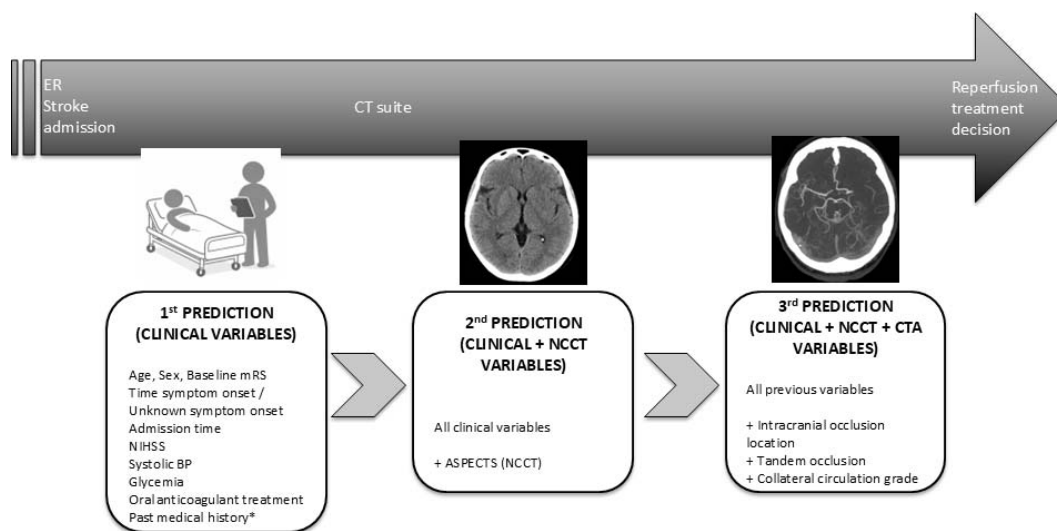 ER
Stroke
admission
CT suite
Reperfusion
treatment
decision
1st PREDICTION
(CLINICAL VARIABLES)
Age, Sex, Baseline mRS
Time symptom onset /
Unknown symptom onset
Admission time
NIHSS
Systolic BP
Glycemia
Oral anticoagulant treatment
Past medical history*
2nd PREDICTION
(CLINICAL + NCCT
VARIABLES)
All clinical variables
+ ASPECTS (NCCT)
3rd PREDICTION
(CLINICAL + NCCT + CTA
VARIABLES)
All previous variables
+ Intracranial occlusion
location
+ Tandem occlusion
+ Collateral circulation grade